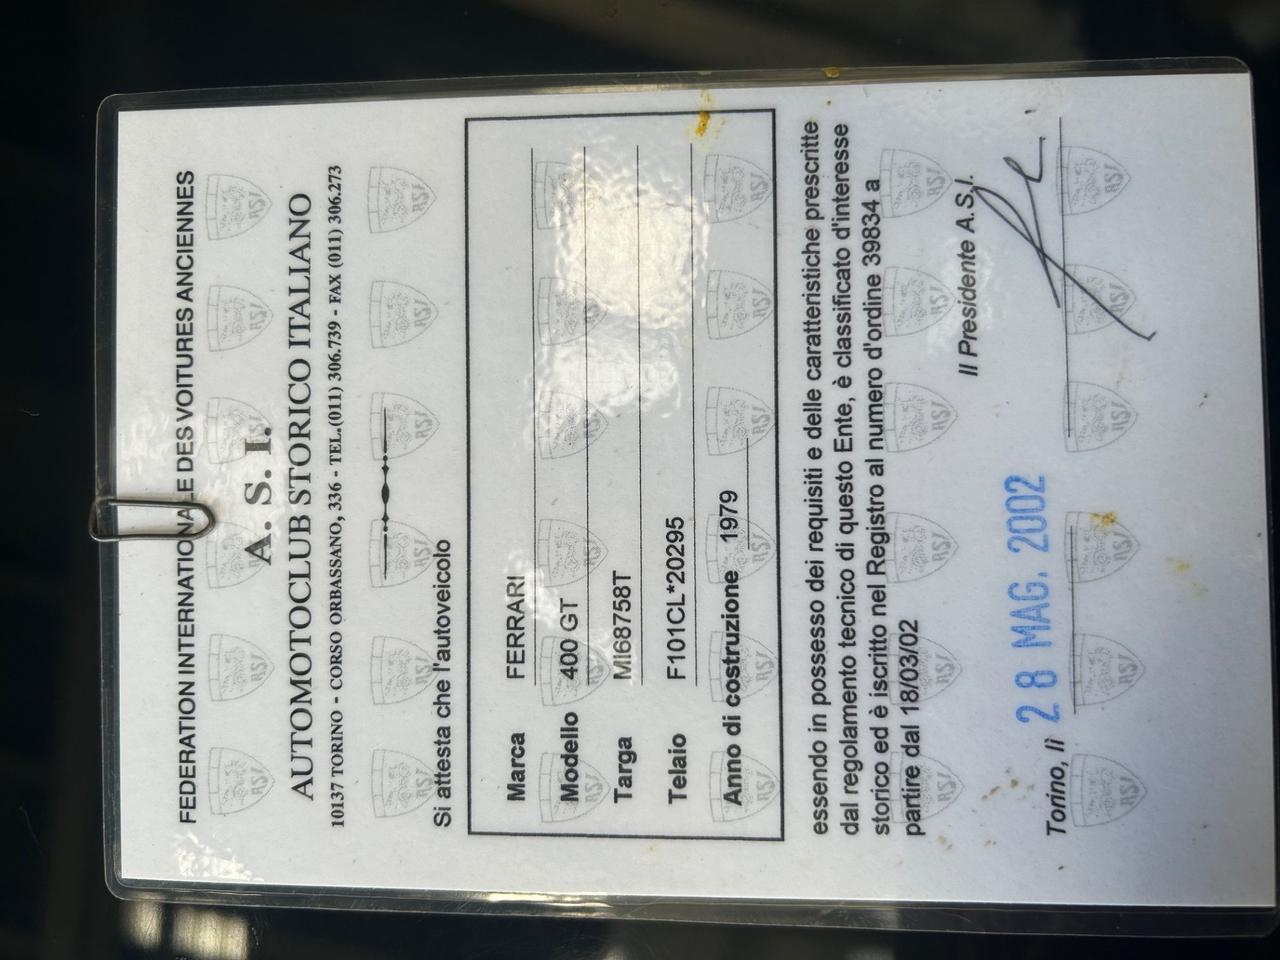 FEDERATION INTERNATIONALE DES VOITURES ANCIENNES
A. S. I.
AUTOMOTOCLUB STORICO ITALIANO
10137 TORINO - CORSO ORBASSANO, 336 - TEL.(011) 306.739 - FAX (011) 306.273
Si attesta che l'autoveicolo
Marca FERRARI
Modello 400 GT
Targa MI68758T
Telaio F101CL*20295
Anno di costruzione 1979
essendo in possesso dei requisiti e delle caratteristiche prescritte
dal regolamento tecnico di questo Ente, è classificato d'interesse
storico ed è iscritto nel Registro al numero d'ordine 39834 a
partire dal 18/03/02
Il Presidente A.S.I.
Torino, lì 28 MAG. 2002
ASI